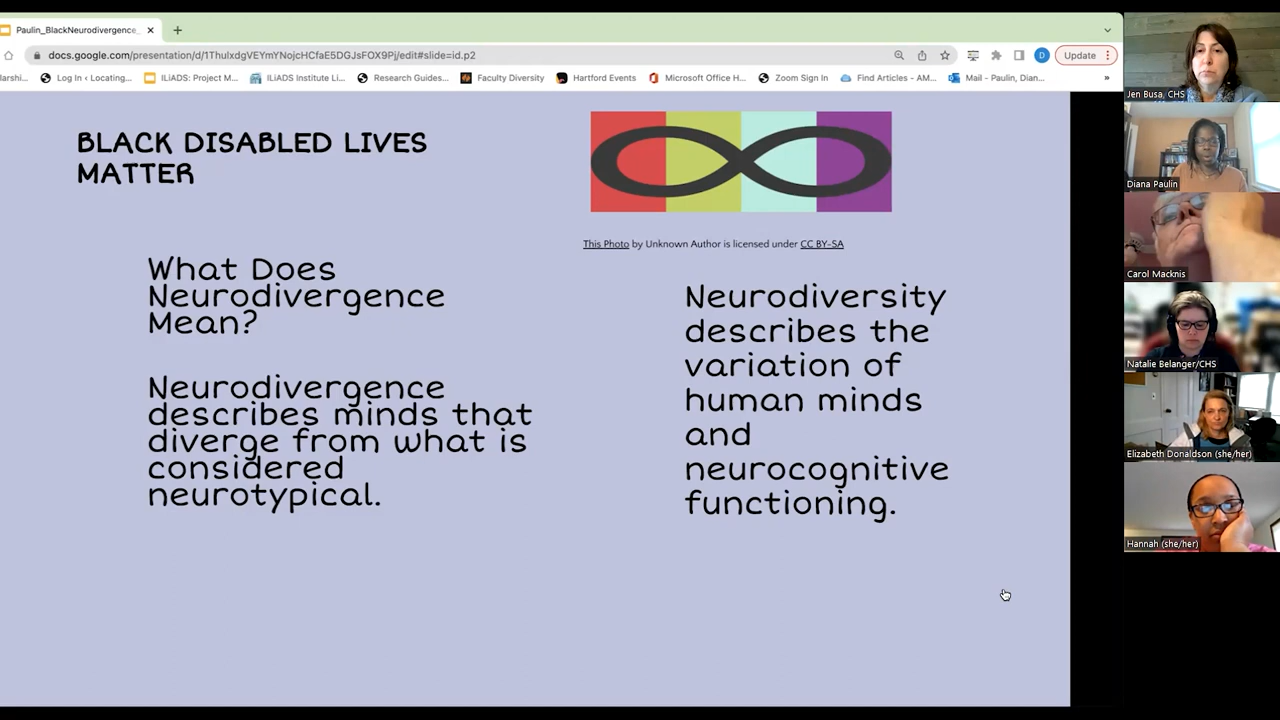 Paulin_BlackNeurodivergence_
docs.google.com/presentation/d/1ThulxdgVEYmYNojcHCfaE5DGJsFOX9Pj/edit#slide=id.p2
D
Update
larshi...
Log In ‹ Locating...
ILiADS: Project M...
ILiADS Institute Li...
Research Guides...
Faculty Diversity
Hartford Events
Microsoft Office H...
Zoom Sign In
Find Articles - AM...
Mail - Paulin, Dian...
»
BLACK DISABLED LIVES
MATTER
This Photo by Unknown Author is licensed under CC BY-SA
What Does
Neurodivergence
Mean?
Neurodivergence
describes minds that
diverge from what is
considered
neurotypical.
Neurodiversity
describes the
variation of
human minds
and
neurocognitive
functioning.
Jen Busa, CHS
Diana Paulin
Carol Macknis
Natalie Belanger/CHS
Elizabeth Donaldson (she/her)
Hannah (she/her)